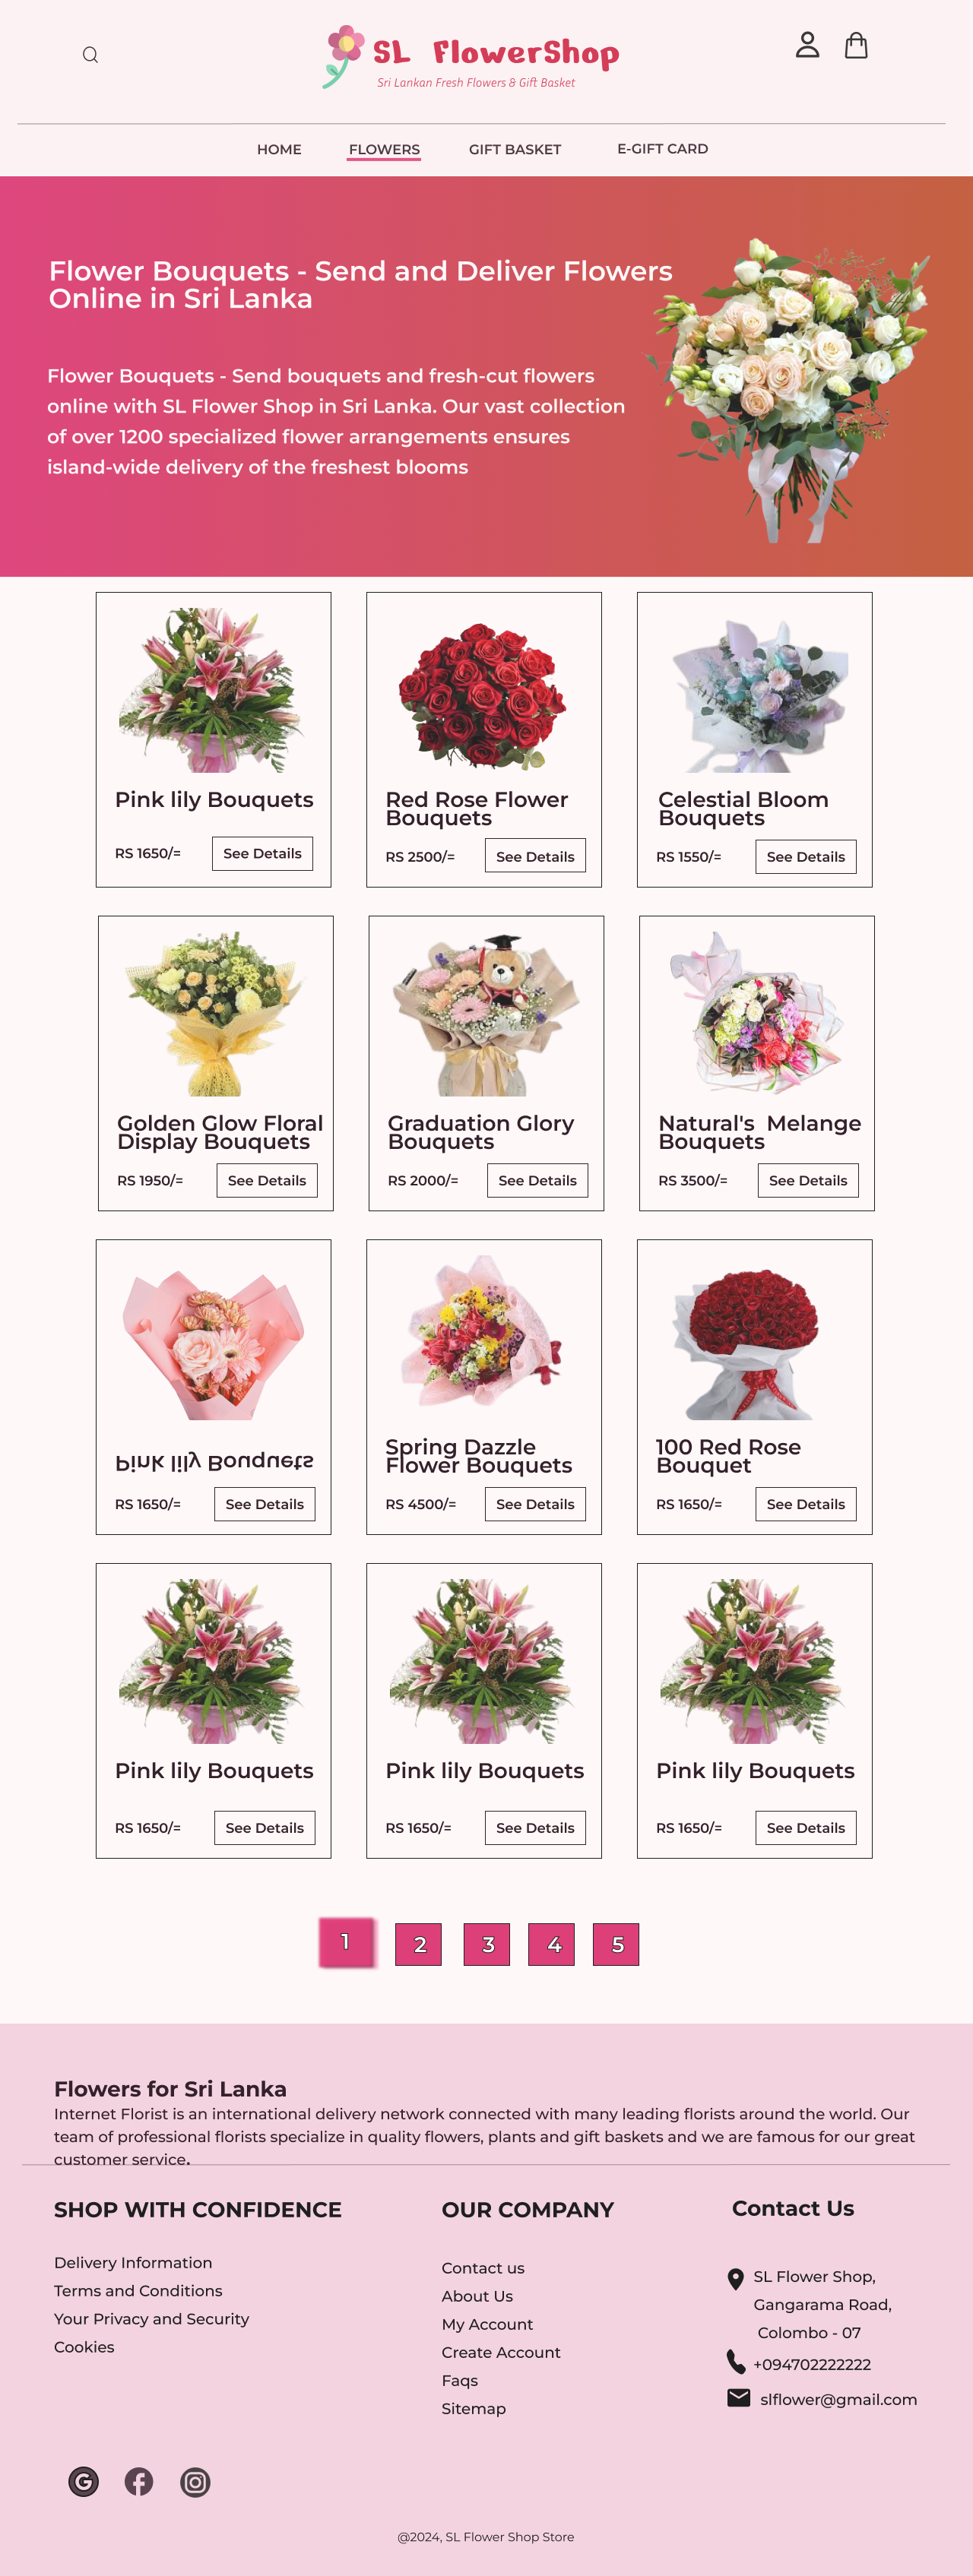 SL FlowerShop
Sri Lankan Fresh Flowers & Gift Basket
HOME
FLOWERS
GIFT BASKET
E-GIFT CARD
Flower Bouquets - Send and Deliver Flowers
Online in Sri Lanka
Flower Bouquets - Send bouquets and fresh-cut flowers
online with SL Flower Shop in Sri Lanka. Our vast collection
of over 1200 specialized flower arrangements ensures
island-wide delivery of the freshest blooms
Pink lily Bouquets
RS 1650/=
See Details
Red Rose Flower
Bouquets
RS 2500/=
See Details
Celestial Bloom
Bouquets
RS 1550/=
See Details
Golden Glow Floral
Display Bouquets
RS 1950/=
See Details
Graduation Glory
Bouquets
RS 2000/=
See Details
Natural's  Melange
Bouquets
RS 3500/=
See Details
Pink lily Bouquets
RS 1650/=
See Details
Spring Dazzle
Flower Bouquets
RS 4500/=
See Details
100 Red Rose
Bouquet
RS 1650/=
See Details
Pink lily Bouquets
RS 1650/=
See Details
Pink lily Bouquets
RS 1650/=
See Details
Pink lily Bouquets
RS 1650/=
See Details
1
2
3
4
5
Flowers for Sri Lanka
Internet Florist is an international delivery network connected with many leading florists around the world. Our
team of professional florists specialize in quality flowers, plants and gift baskets and we are famous for our great
customer service.
SHOP WITH CONFIDENCE
Delivery Information
Terms and Conditions
Your Privacy and Security
Cookies
OUR COMPANY
Contact us
About Us
My Account
Create Account
Faqs
Sitemap
Contact Us
SL Flower Shop,
Gangarama Road,
Colombo - 07
+094702222222
slflower@gmail.com
@2024, SL Flower Shop Store